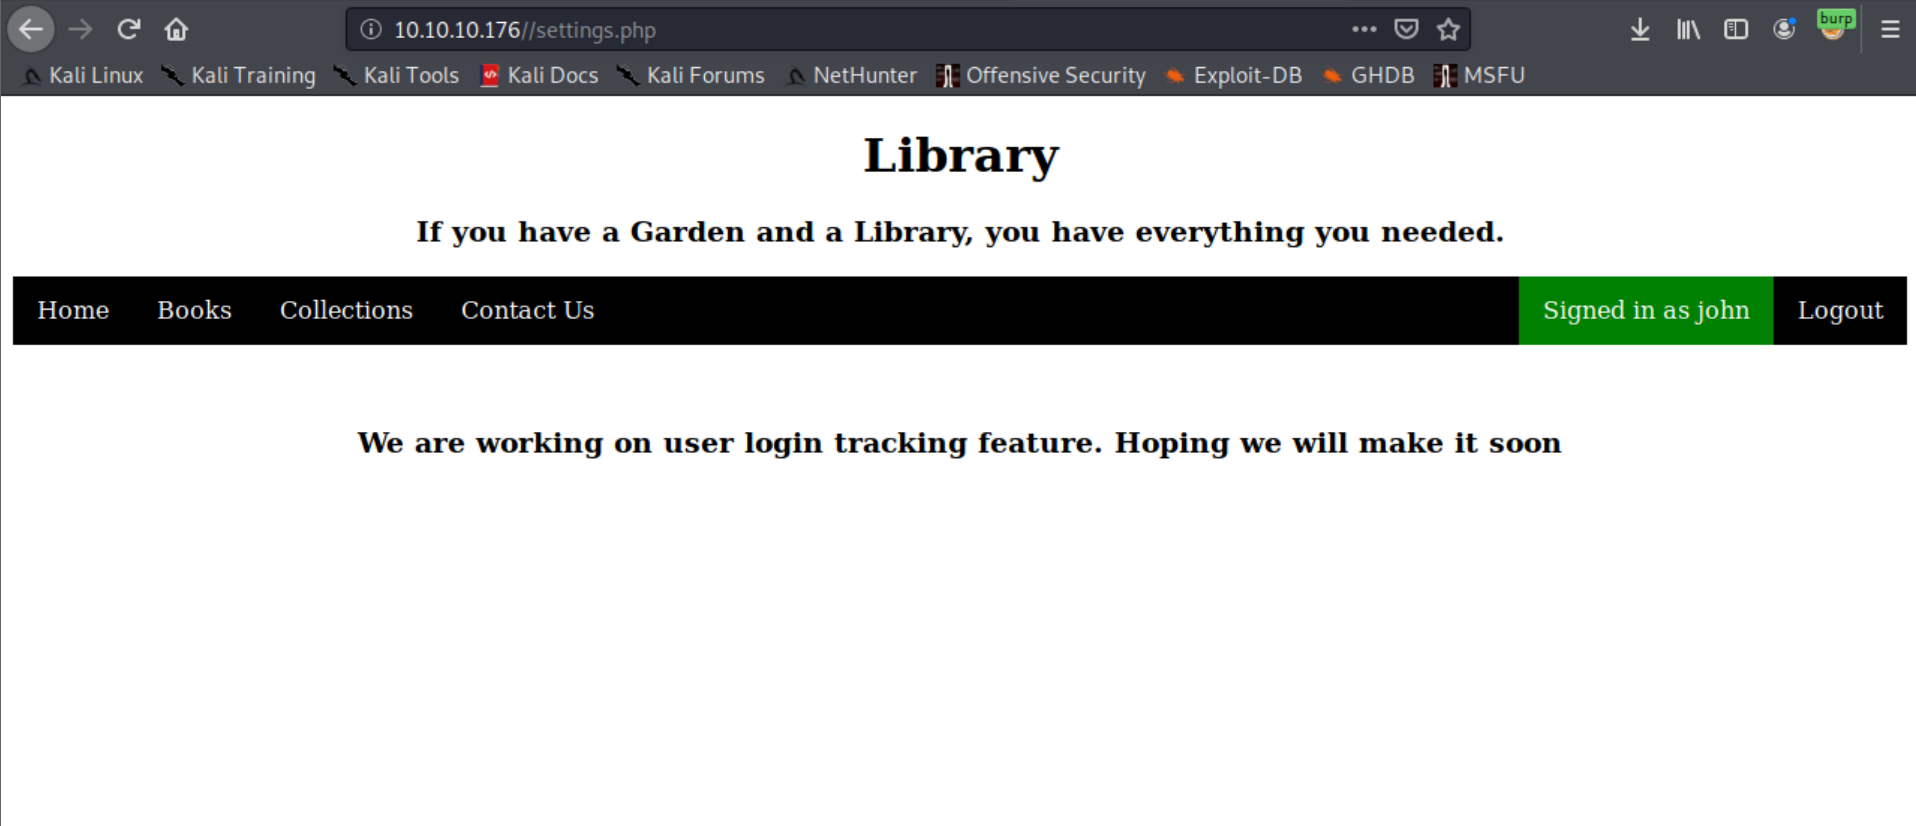 10.10.10.176//settings.php
burp
Kali Linux Kali Training Kali Tools Kali Docs Kali Forums NetHunter Offensive Security Exploit-DB GHDB MSFU
Library
If you have a Garden and a Library, you have everything you needed.
Home Books Collections Contact Us Signed in as john Logout
We are working on user login tracking feature. Hoping we will make it soon